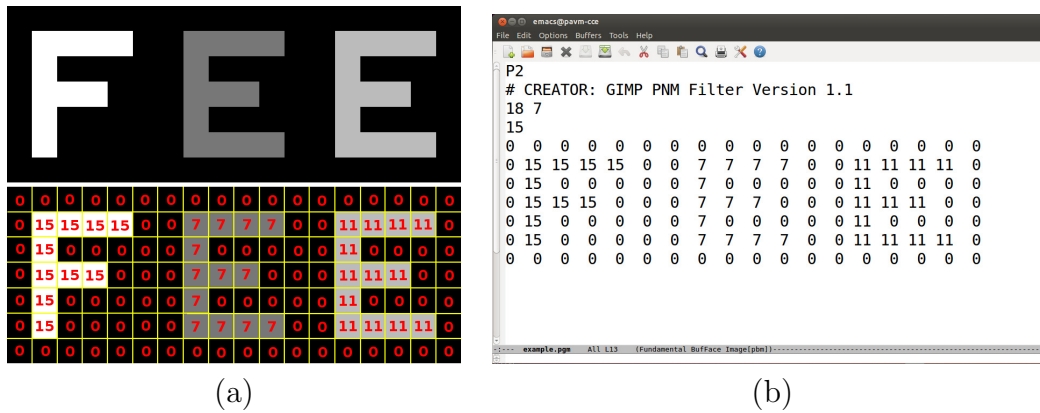 FEE
0 0 0 0 0 0 0 0 0 0 0 0 0 0 0 0 0 0
0 15 15 15 15 0 0 7 7 7 7 0 0 11 11 11 11 0
0 15 0 0 0 0 0 7 0 0 0 0 0 11 0 0 0 0
0 15 15 15 0 0 0 7 7 7 0 0 0 11 11 11 0 0
0 15 0 0 0 0 0 7 0 0 0 0 0 11 0 0 0 0
0 15 0 0 0 0 0 7 7 7 7 0 0 11 11 11 11 0
0 0 0 0 0 0 0 0 0 0 0 0 0 0 0 0 0 0
(a)
emacs@pavm-cce
File Edit Options Buffers Tools Help
P2
# CREATOR: GIMP PNM Filter Version 1.1
18 7
15
0 0 0 0 0 0 0 0 0 0 0 0 0 0 0 0 0 0
0 15 15 15 15 0 0 7 7 7 7 0 0 11 11 11 11 0
0 15 0 0 0 0 0 7 0 0 0 0 0 11 0 0 0 0
0 15 15 15 0 0 0 7 7 7 0 0 0 11 11 11 0 0
0 15 0 0 0 0 0 7 0 0 0 0 0 11 0 0 0 0
0 15 0 0 0 0 0 7 7 7 7 0 0 11 11 11 11 0
0 0 0 0 0 0 0 0 0 0 0 0 0 0 0 0 0 0
-:--- example.pgm All L13 (Fundamental BufFace Image[pbm])
(b)